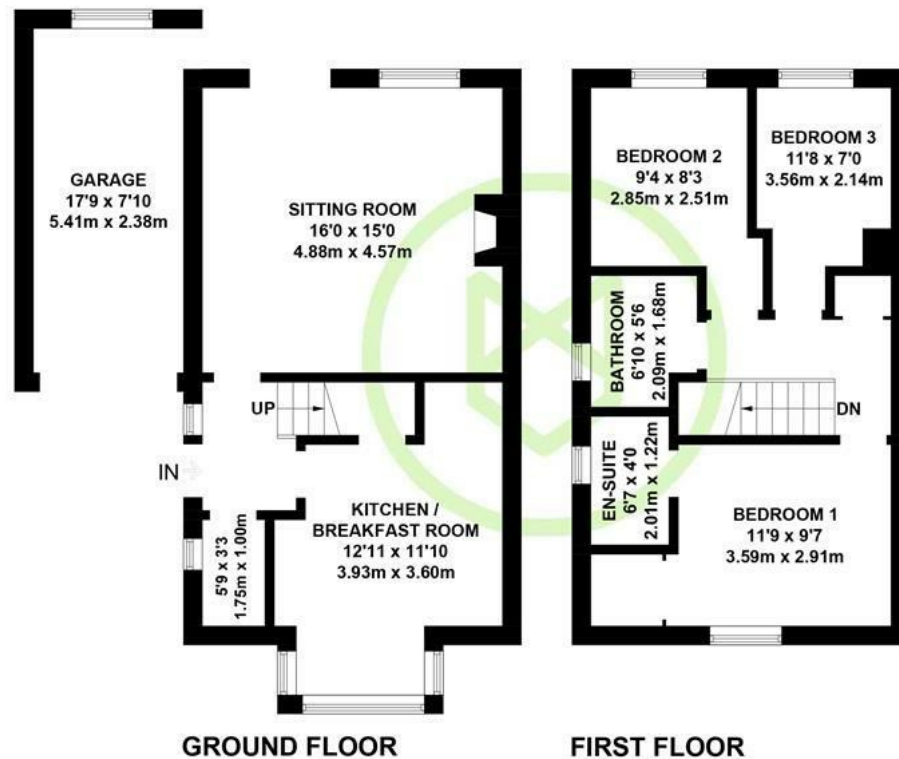 GARAGE
17'9 x 7'10
5.41m x 2.38m
SITTING ROOM
16'0 x 15'0
4.88m x 4.57m
UP
IN
KITCHEN /
BREAKFAST ROOM
12'11 x 11'10
3.93m x 3.60m
5'9 x 3'3
1.75m x 1.00m
GROUND FLOOR
BEDROOM 2
9'4 x 8'3
2.85m x 2.51m
BEDROOM 3
11'8 x 7'0
3.56m x 2.14m
BATHROOM
6'10 x 5'6
2.09m x 1.68m
DN
EN-SUITE
6'7 x 4'0
2.01m x 1.22m
BEDROOM 1
11'9 x 9'7
3.59m x 2.91m
FIRST FLOOR